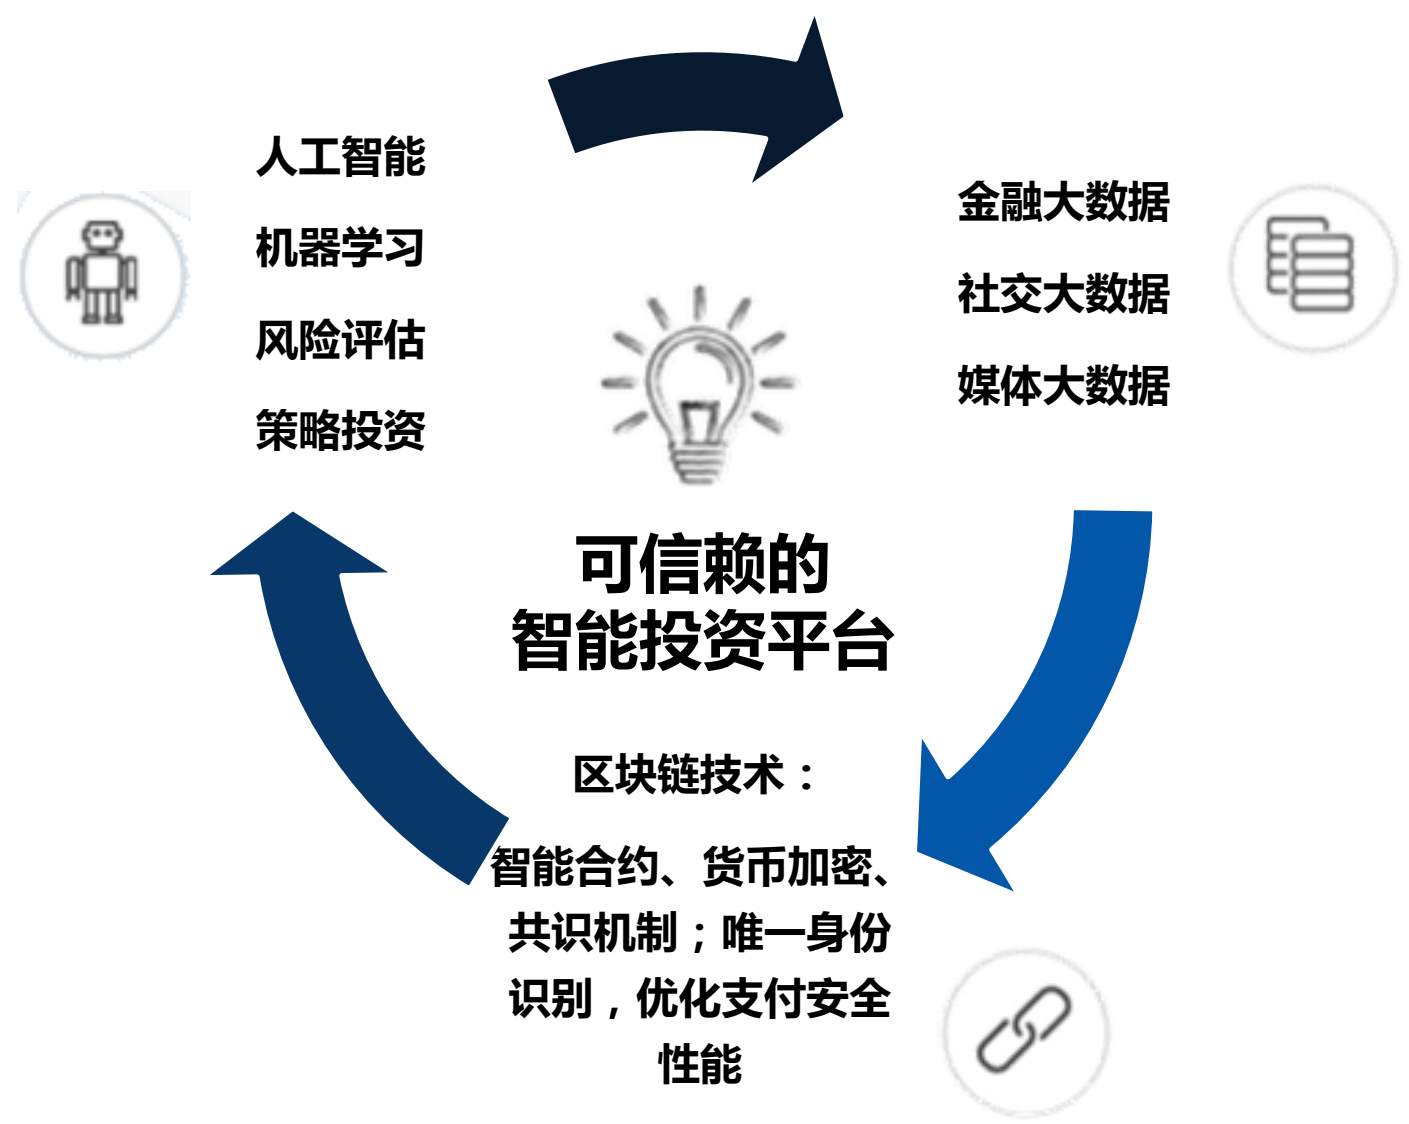 人工智能
机器学习
风险评估
策略投资
金融大数据
社交大数据
媒体大数据
可信赖的
智能投资平台
区块链技术：
智能合约、货币加密、
共识机制；唯一身份
识别，优化支付安全
性能